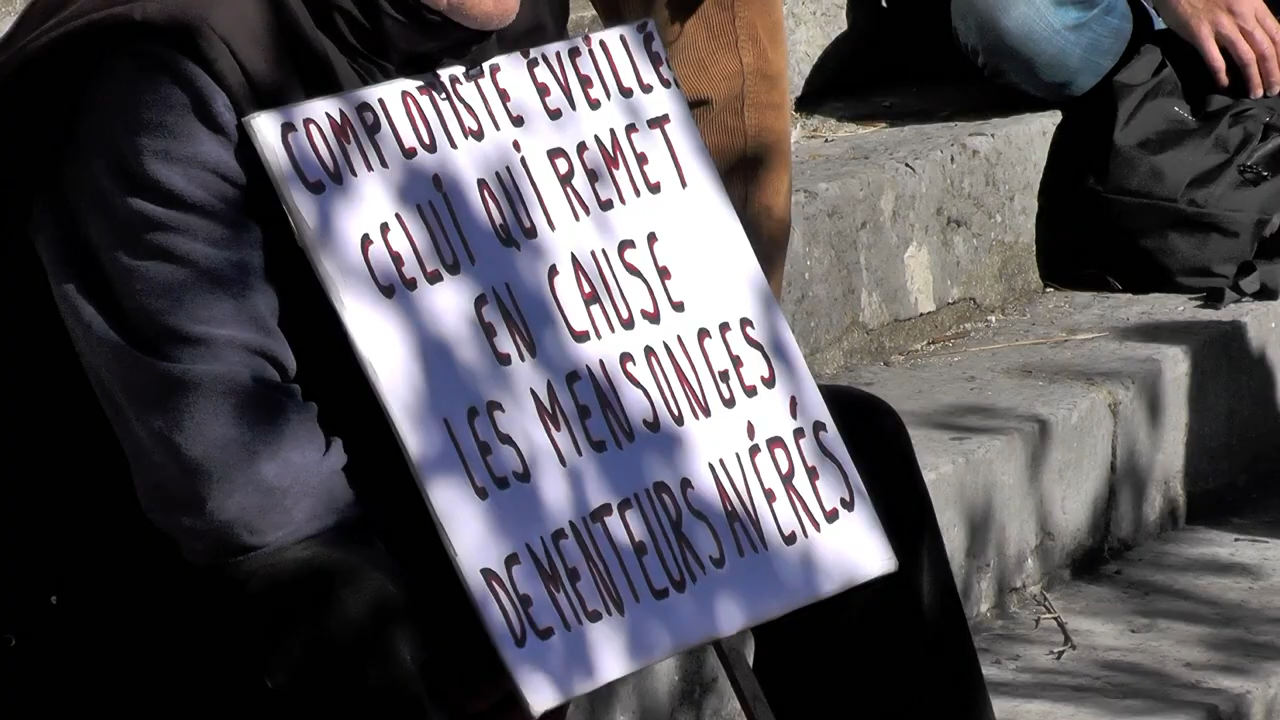 COMPLOTISTE ÉVEILLÉ
CELUI QUI REMET
EN CAUSE
LES MENSONGES
DE MENTEURS AVÉRÉS